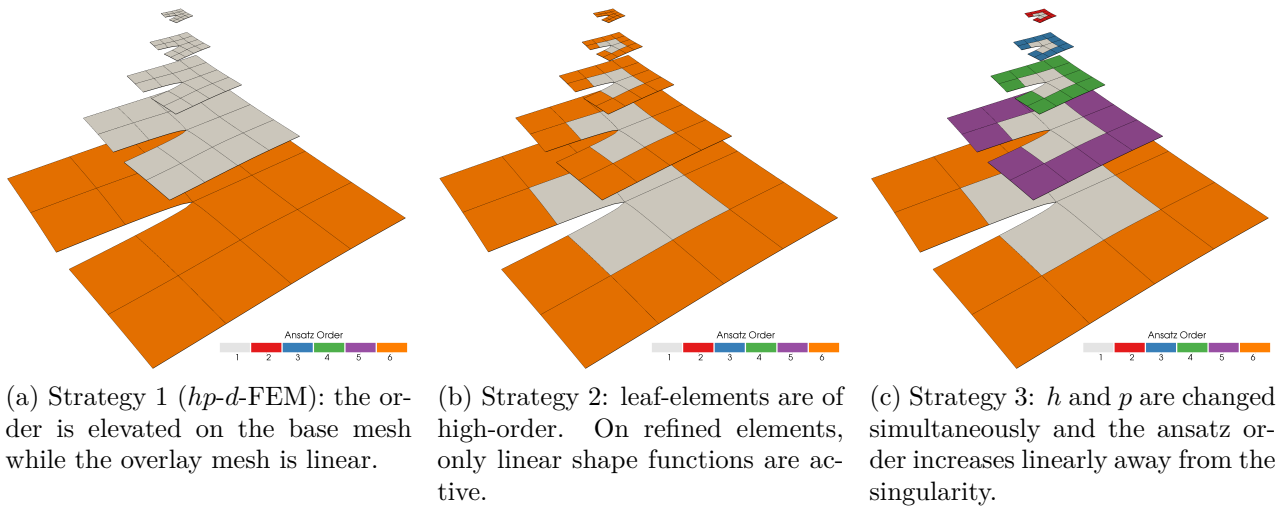 Ansatz Order
1 2 3 4 5 6
Ansatz Order
1 2 3 4 5 6
Ansatz Order
1 2 3 4 5 6
(a) Strategy 1 (hp-d-FEM): the or-
der is elevated on the base mesh
while the overlay mesh is linear.
(b) Strategy 2: leaf-elements are of
high-order. On refined elements,
only linear shape functions are ac-
tive.
(c) Strategy 3: h and p are changed
simultaneously and the ansatz or-
der increases linearly away from the
singularity.